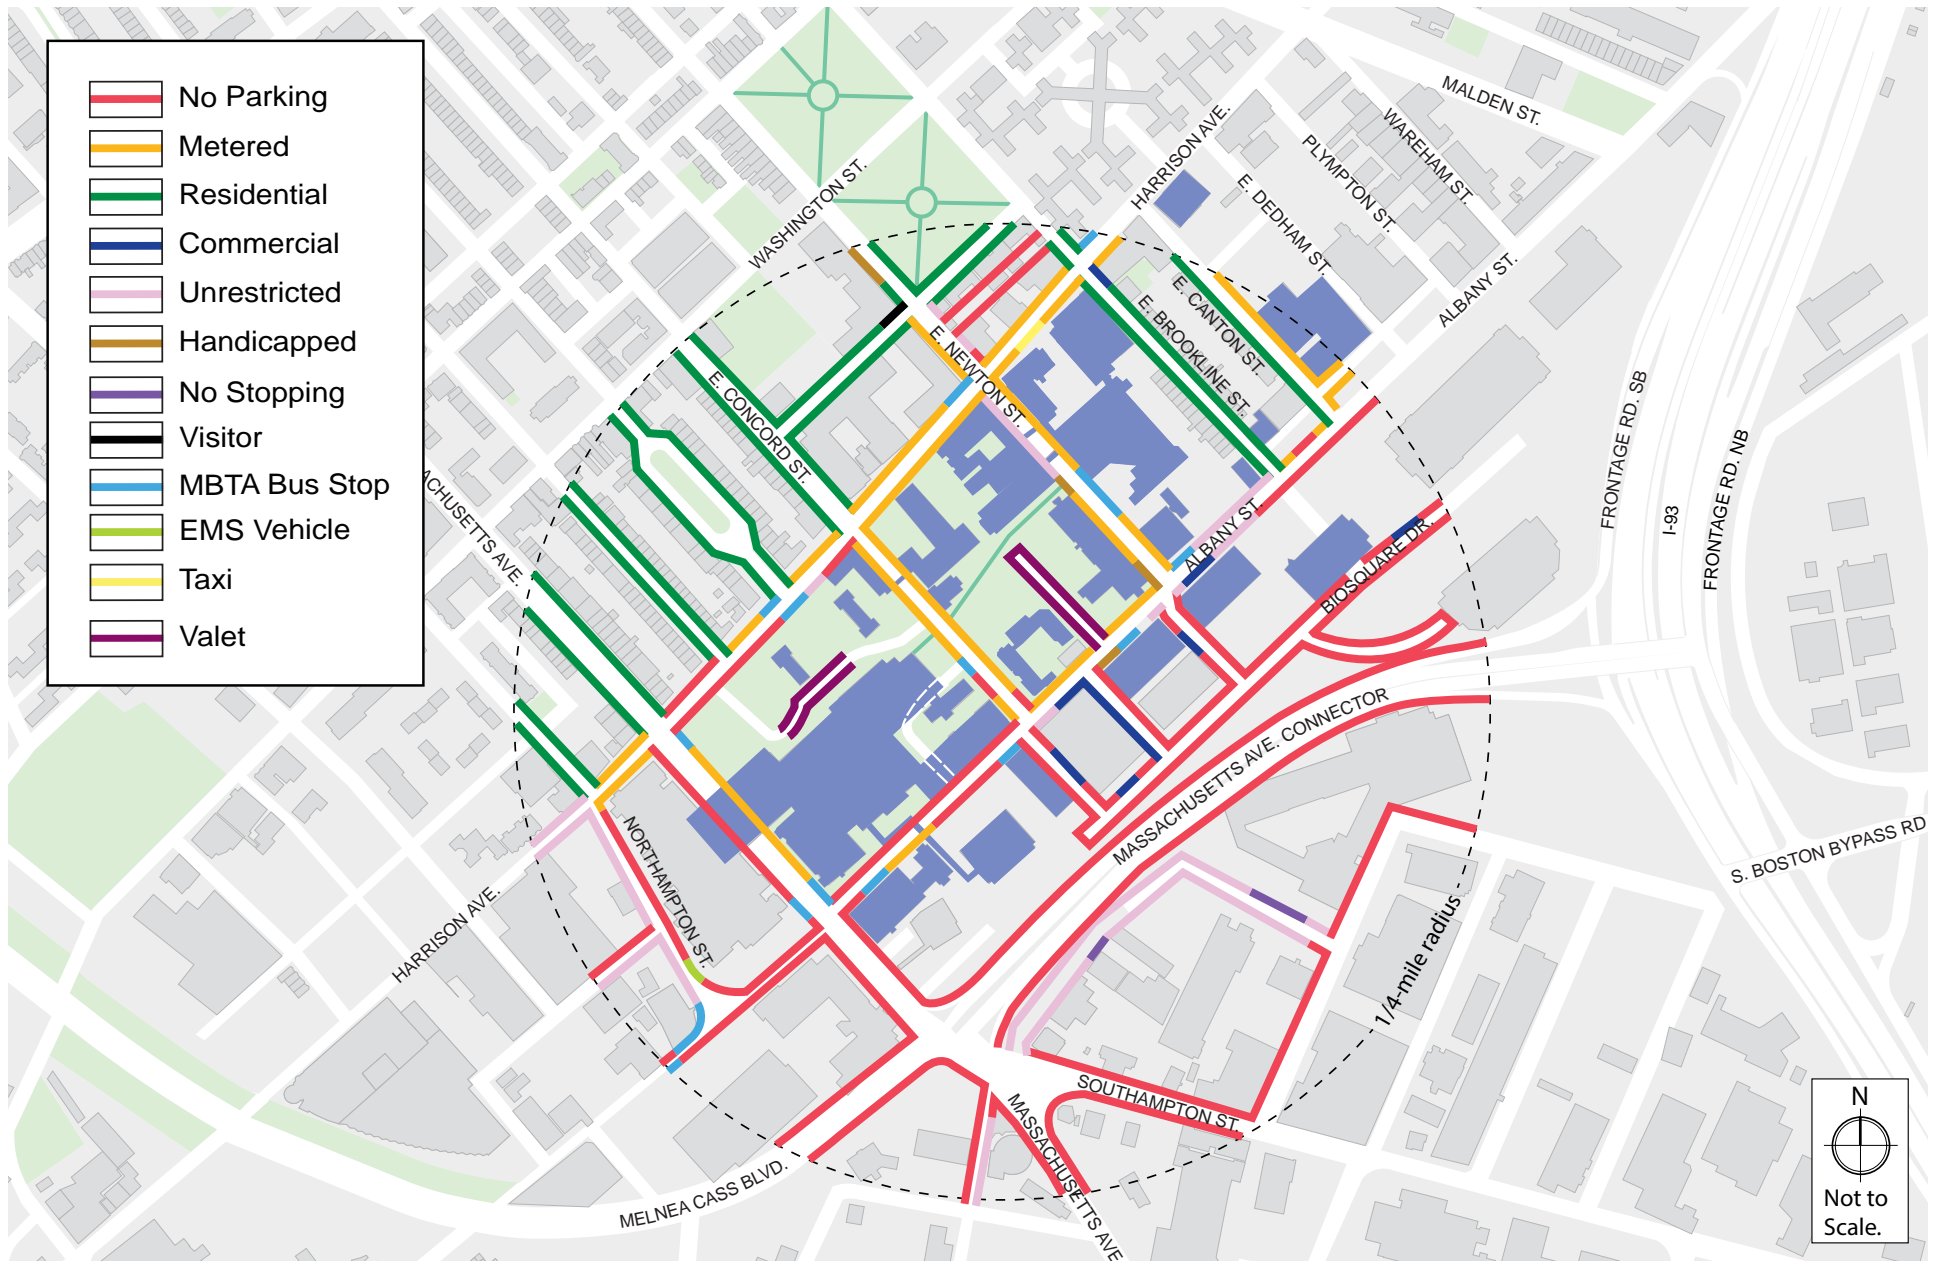 No Parking
Metered
Residential
Commercial
Unrestricted
Handicapped
No Stopping
Visitor
MBTA Bus Stop
EMS Vehicle
Taxi
Valet
MALDEN ST.
WAREHAM ST.
PLYMPTON ST.
HARRISON AVE.
E. DEDHAM ST.
WASHINGTON ST.
ALBANY ST.
E. CANTON ST.
E. BROOKLINE ST.
E. NEWTON ST.
E. CONCORD ST.
ACHUSETTS AVE.
ALBANY ST.
BIOSQUARE DR.
FRONTAGE RD. SB
I-93
FRONTAGE RD. NB
MASSACHUSETTS AVE. CONNECTOR
S. BOSTON BYPASS RD
NORTHAMPTON ST.
HARRISON AVE.
1/4-mile radius
SOUTHAMPTON ST.
MASSACHUSETTS AVE
MELNEA CASS BLVD.
N
Not to
Scale.